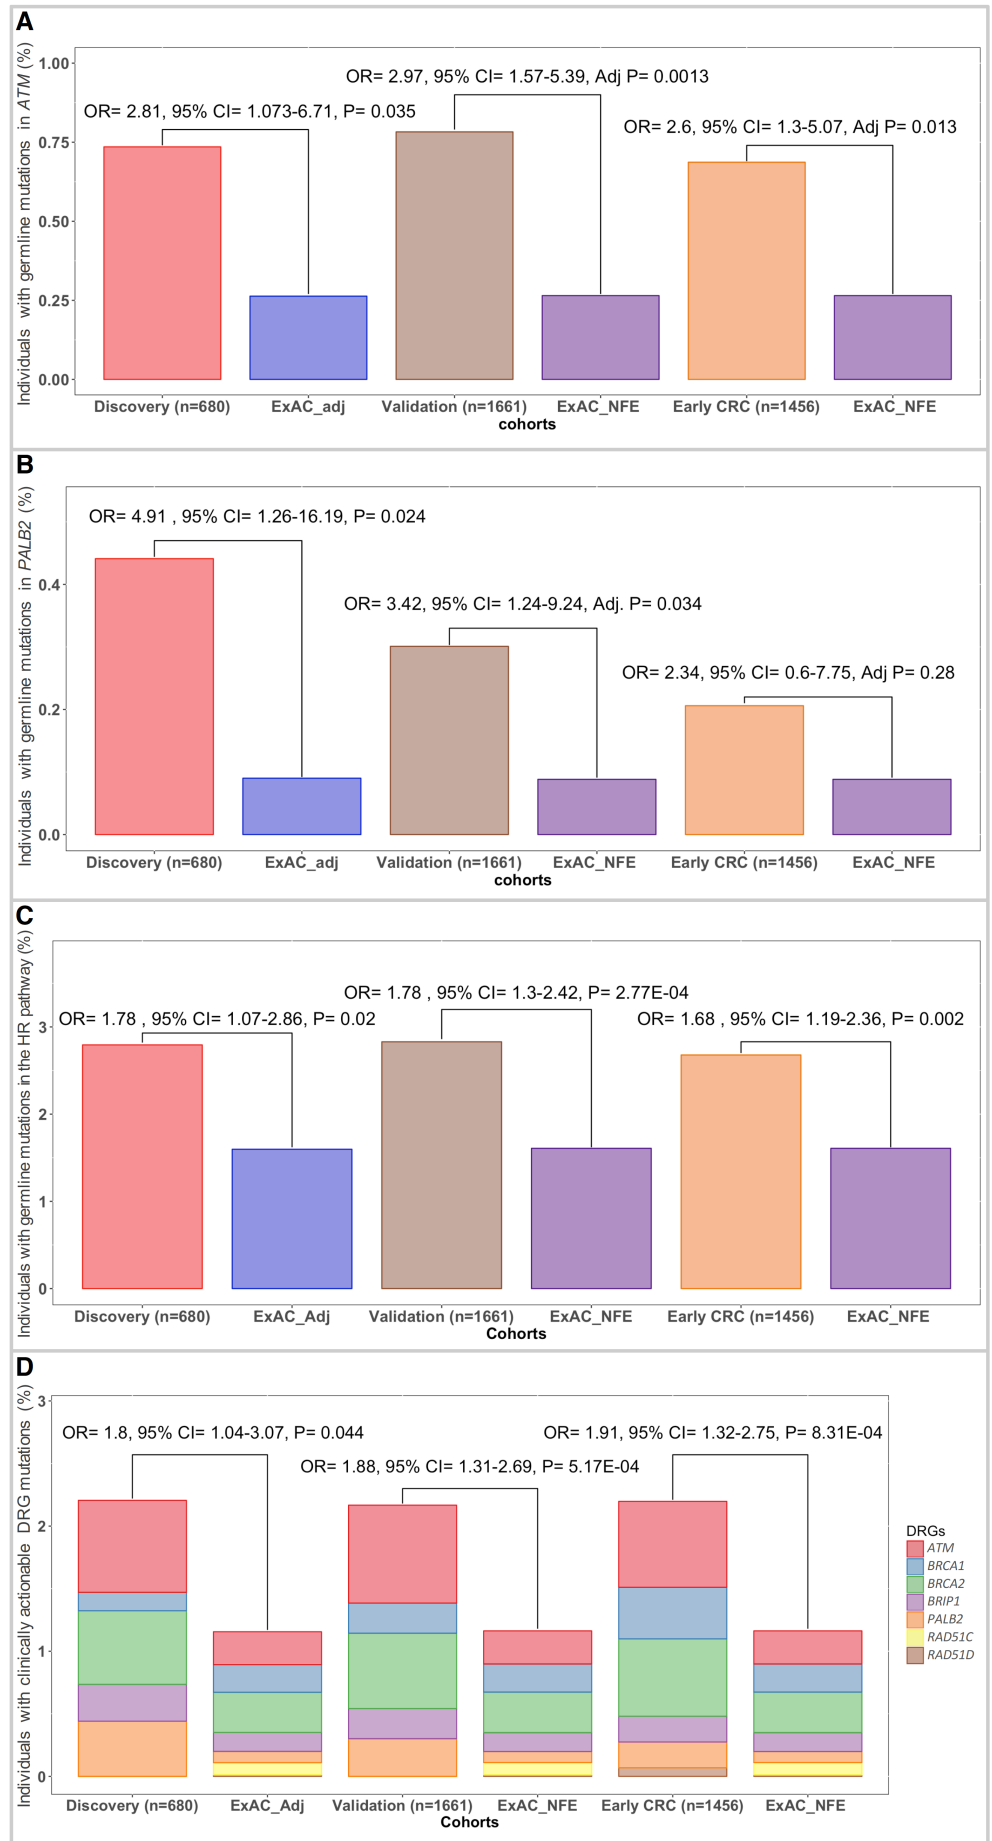 A
Individuals with germline mutations in ATM (%)
1.00
0.75
0.50
0.25
0.00
OR= 2.81, 95% CI= 1.073-6.71, P= 0.035
OR= 2.97, 95% CI= 1.57-5.39, Adj P= 0.0013
OR= 2.6, 95% CI= 1.3-5.07, Adj P= 0.013
Discovery (n=680)
ExAC_adj
Validation (n=1661)
ExAC_NFE
Early CRC (n=1456)
ExAC_NFE
cohorts
B
Individuals with germline mutations in PALB2 (%)
0.4
0.2
0.0
OR= 4.91 , 95% CI= 1.26-16.19, P= 0.024
OR= 3.42, 95% CI= 1.24-9.24, Adj. P= 0.034
OR= 2.34, 95% CI= 0.6-7.75, Adj P= 0.28
Discovery (n=680)
ExAC_adj
Validation (n=1661)
ExAC_NFE
Early CRC (n=1456)
ExAC_NFE
cohorts
C
Individuals with germline mutations in the HR pathway (%)
3
2
1
0
OR= 1.78 , 95% CI= 1.07-2.86, P= 0.02
OR= 1.78 , 95% CI= 1.3-2.42, P= 2.77E-04
OR= 1.68 , 95% CI= 1.19-2.36, P= 0.002
Discovery (n=680)
ExAC_Adj
Validation (n=1661)
ExAC_NFE
Early CRC (n=1456)
ExAC_NFE
Cohorts
D
Individuals with clinically actionable DRG mutations (%)
3
2
1
0
OR= 1.8, 95% CI= 1.04-3.07, P= 0.044
OR= 1.88, 95% CI= 1.31-2.69, P= 5.17E-04
OR= 1.91, 95% CI= 1.32-2.75, P= 8.31E-04
Discovery (n=680)
ExAC_Adj
Validation (n=1661)
ExAC_NFE
Early CRC (n=1456)
ExAC_NFE
Cohorts
DRGs
ATM
BRCA1
BRCA2
BRIP1
PALB2
RAD51C
RAD51D